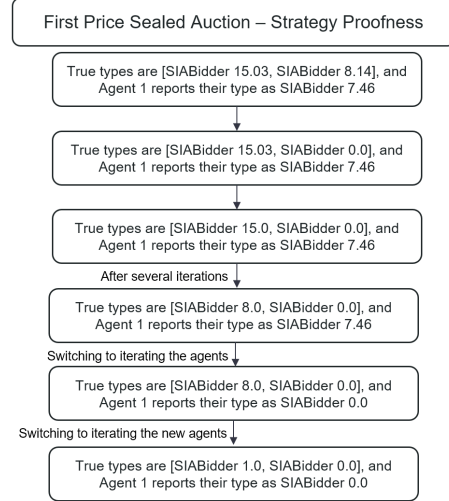 First Price Sealed Auction – Strategy Proofness
True types are [SIABidder 15.03, SIABidder 8.14], and
Agent 1 reports their type as SIABidder 7.46
True types are [SIABidder 15.03, SIABidder 0.0], and
Agent 1 reports their type as SIABidder 7.46
True types are [SIABidder 15.0, SIABidder 0.0], and
Agent 1 reports their type as SIABidder 7.46
After several iterations
True types are [SIABidder 8.0, SIABidder 0.0], and
Agent 1 reports their type as SIABidder 7.46
Switching to iterating the agents
True types are [SIABidder 8.0, SIABidder 0.0], and
Agent 1 reports their type as SIABidder 0.0
Switching to iterating the new agents
True types are [SIABidder 1.0, SIABidder 0.0], and
Agent 1 reports their type as SIABidder 0.0